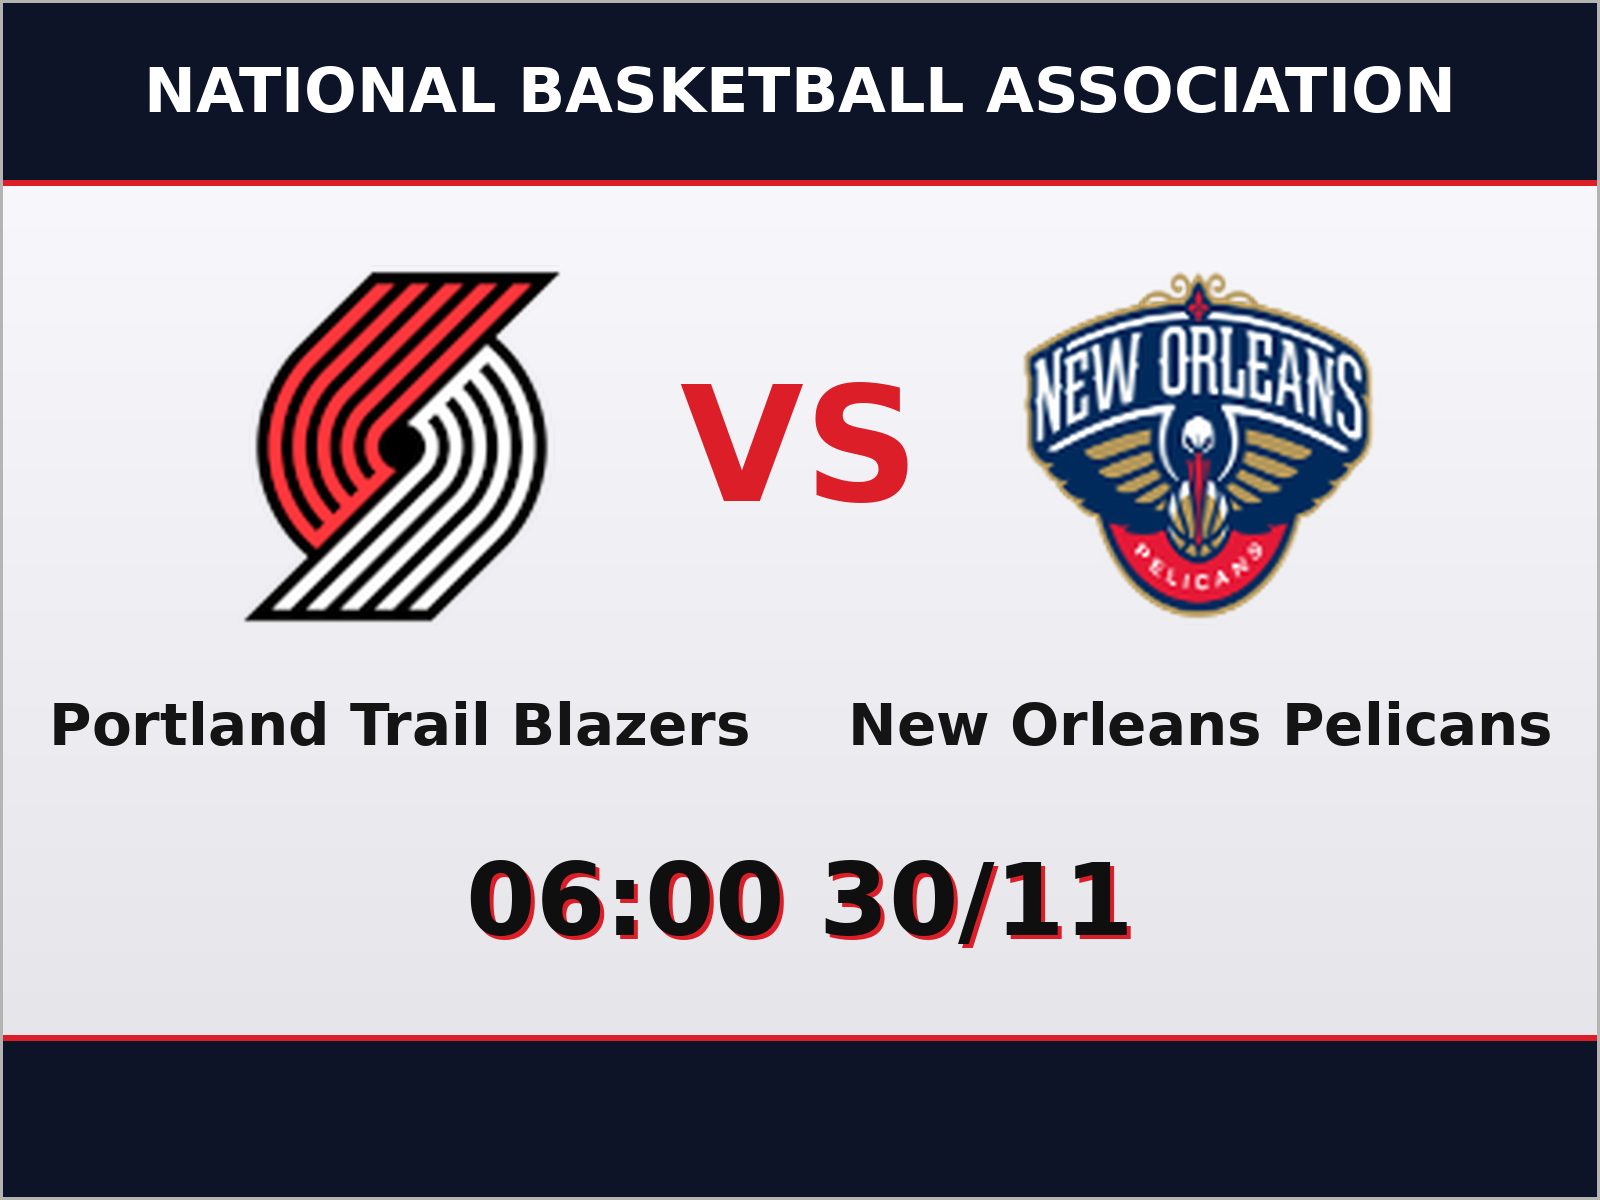 NATIONAL BASKETBALL ASSOCIATION
NEW ORLEANS
PELICANS
VS
Portland Trail Blazers
New Orleans Pelicans
06:00 30/11